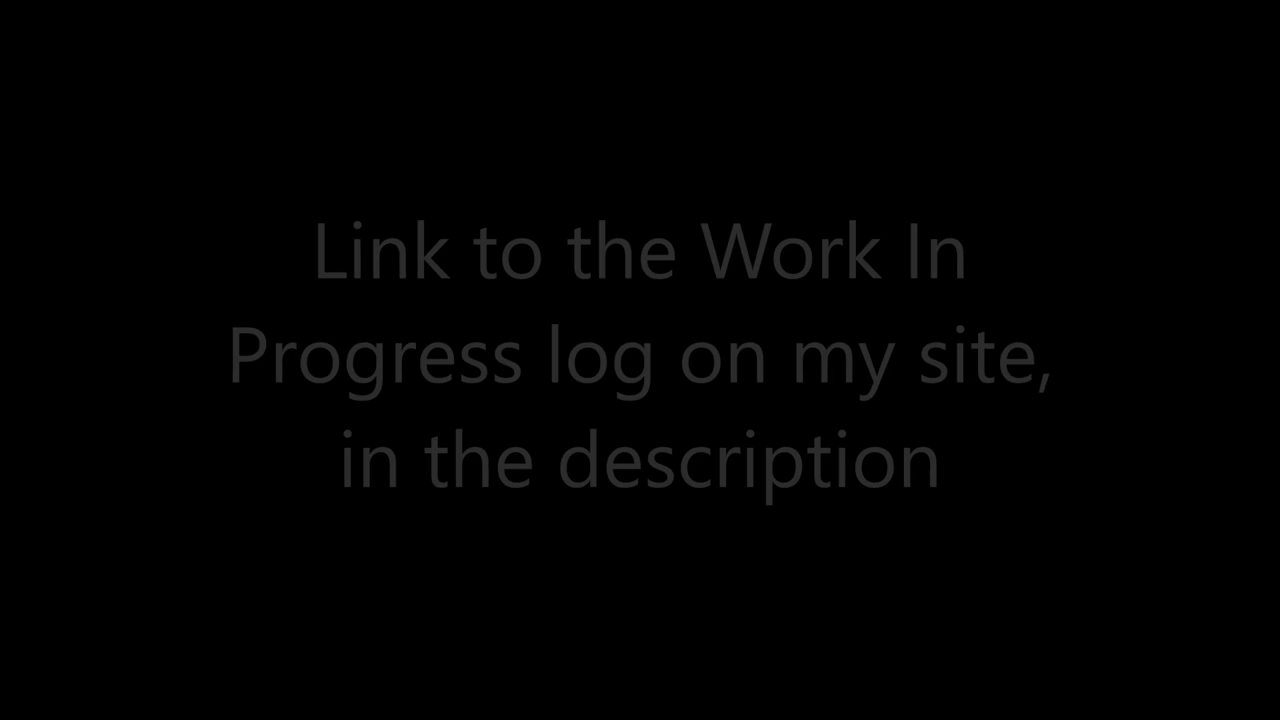 Link to the Work In
Progress log on my site,
in the description